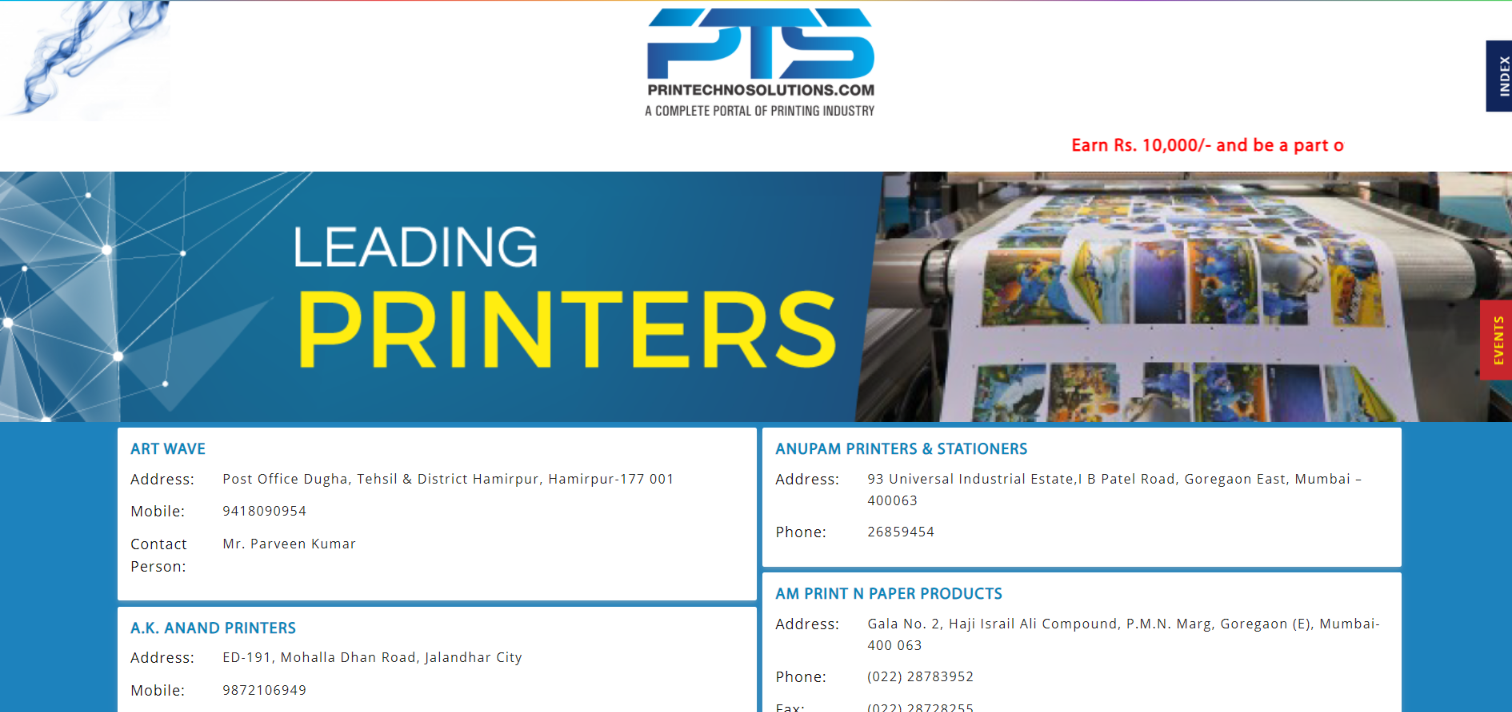 PTS
PRINTECHNOSOLUTIONS.COM
A COMPLETE PORTAL OF PRINTING INDUSTRY
INDEX
Earn Rs. 10,000/- and be a part o
LEADING
PRINTERS
EVENTS
ART WAVE
Address: Post Office Dugha, Tehsil & District Hamirpur, Hamirpur-177 001
Mobile: 9418090954
Contact Mr. Parveen Kumar
Person:
A.K. ANAND PRINTERS
Address: ED-191, Mohalla Dhan Road, Jalandhar City
Mobile: 9872106949
ANUPAM PRINTERS & STATIONERS
Address: 93 Universal Industrial Estate,I B Patel Road, Goregaon East, Mumbai –
400063
Phone: 26859454
AM PRINT N PAPER PRODUCTS
Address: Gala No. 2, Haji Israil Ali Compound, P.M.N. Marg, Goregaon (E), Mumbai-
400 063
Phone: (022) 28783952
Fax: (022) 28728255